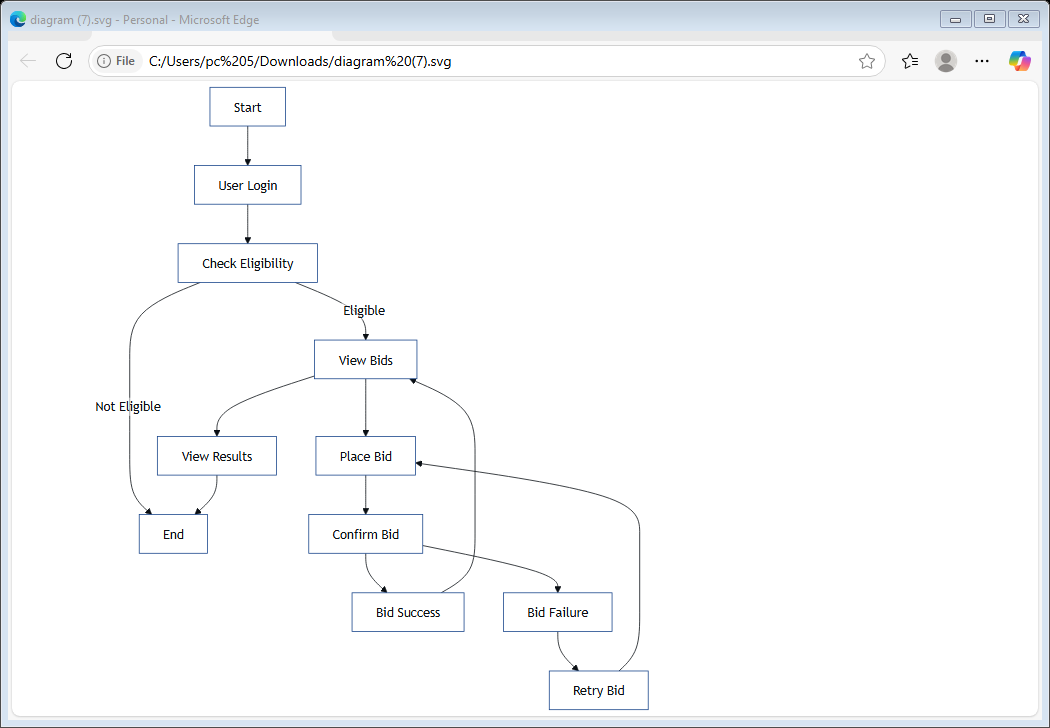 diagram (7).svg - Personal - Microsoft Edge
File C:/Users/pc%205/Downloads/diagram%20(7).svg
Start
User Login
Check Eligibility
Eligible
View Bids
Not Eligible
View Results
Place Bid
End
Confirm Bid
Bid Success
Bid Failure
Retry Bid